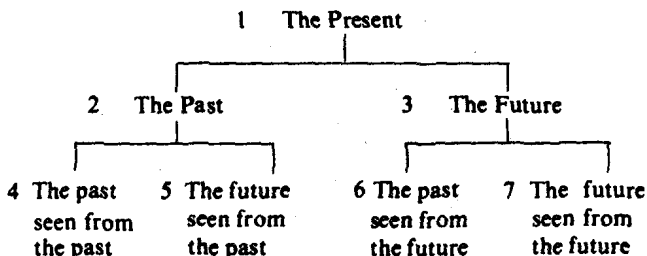 1 The Present
2 The Past 3 The Future
4 The past 5 The future 6 The past 7 The future
seen from seen from seen from seen from
the past the past the future the future